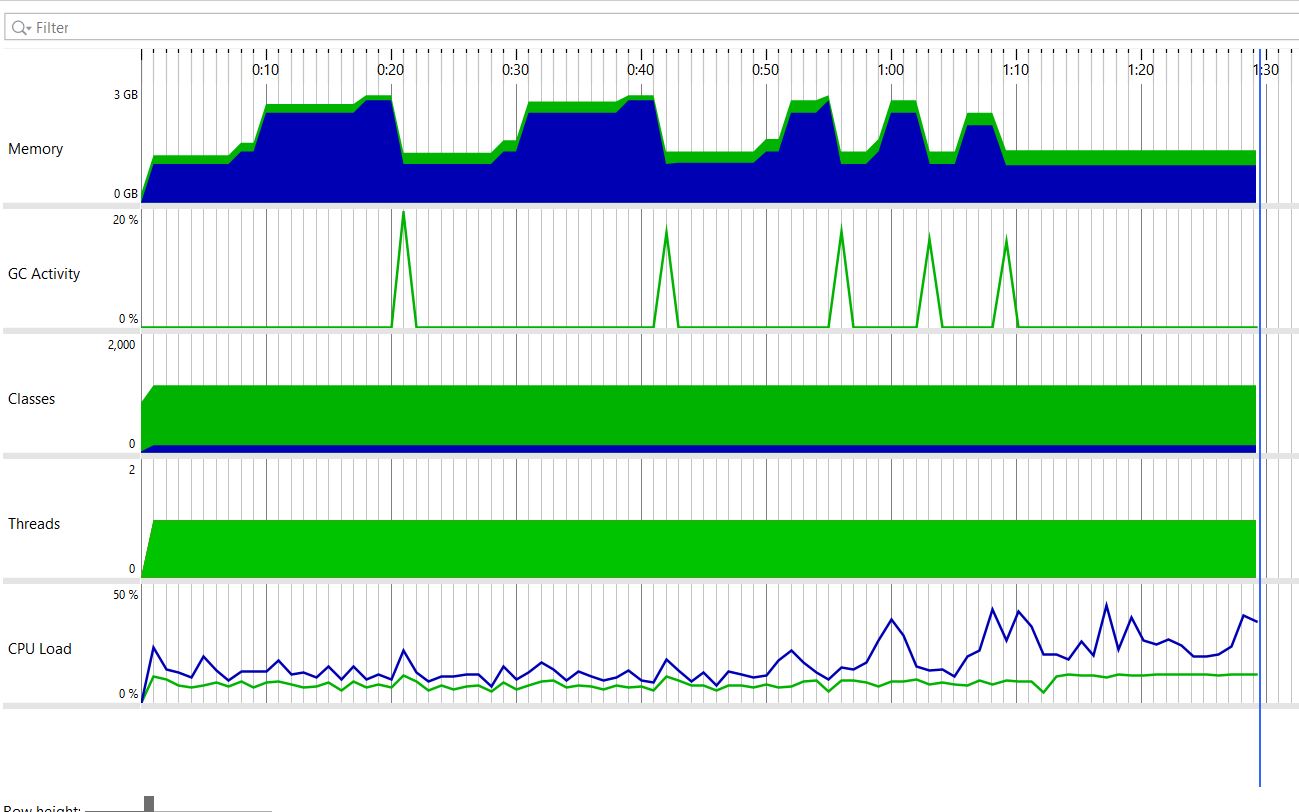 Filter
0:10 0:20 0:30 0:40 0:50 1:00 1:10 1:20 1:30
3 GB
Memory
0 GB
20 %
GC Activity
0 %
2,000
Classes
0
2
Threads
0
50 %
CPU Load
0 %
Row height: